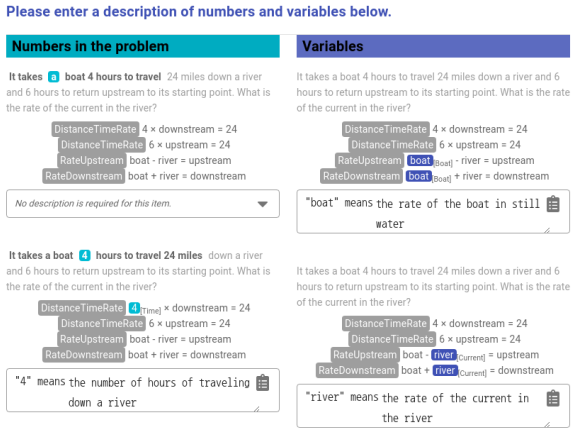 Please enter a description of numbers and variables below.
Numbers in the problem
It takes a boat 4 hours to travel 24 miles down a river
and 6 hours to return upstream to its starting point. What is
the rate of the current in the river?
DistanceTimeRate 4 × downstream = 24
DistanceTimeRate 6 × upstream = 24
RateUpstream boat - river = upstream
RateDownstream boat + river = downstream
No description is required for this item.
It takes a boat 4 hours to travel 24 miles down a river
and 6 hours to return upstream to its starting point. What is
the rate of the current in the river?
DistanceTimeRate 4[Time] × downstream = 24
DistanceTimeRate 6 × upstream = 24
RateUpstream boat - river = upstream
RateDownstream boat + river = downstream
"4" means the number of hours of traveling
down a river
Variables
It takes a boat 4 hours to travel 24 miles down a river and 6
hours to return upstream to its starting point. What is the rate
of the current in the river?
DistanceTimeRate 4 × downstream = 24
DistanceTimeRate 6 × upstream = 24
RateUpstream boat[Boat] - river = upstream
RateDownstream boat[Boat] + river = downstream
"boat" means the rate of the boat in still
water
It takes a boat 4 hours to travel 24 miles down a river and 6
hours to return upstream to its starting point. What is the rate
of the current in the river?
DistanceTimeRate 4 × downstream = 24
DistanceTimeRate 6 × upstream = 24
RateUpstream boat - river[Current] = upstream
RateDownstream boat + river[Current] = downstream
"river" means the rate of the current in
the river